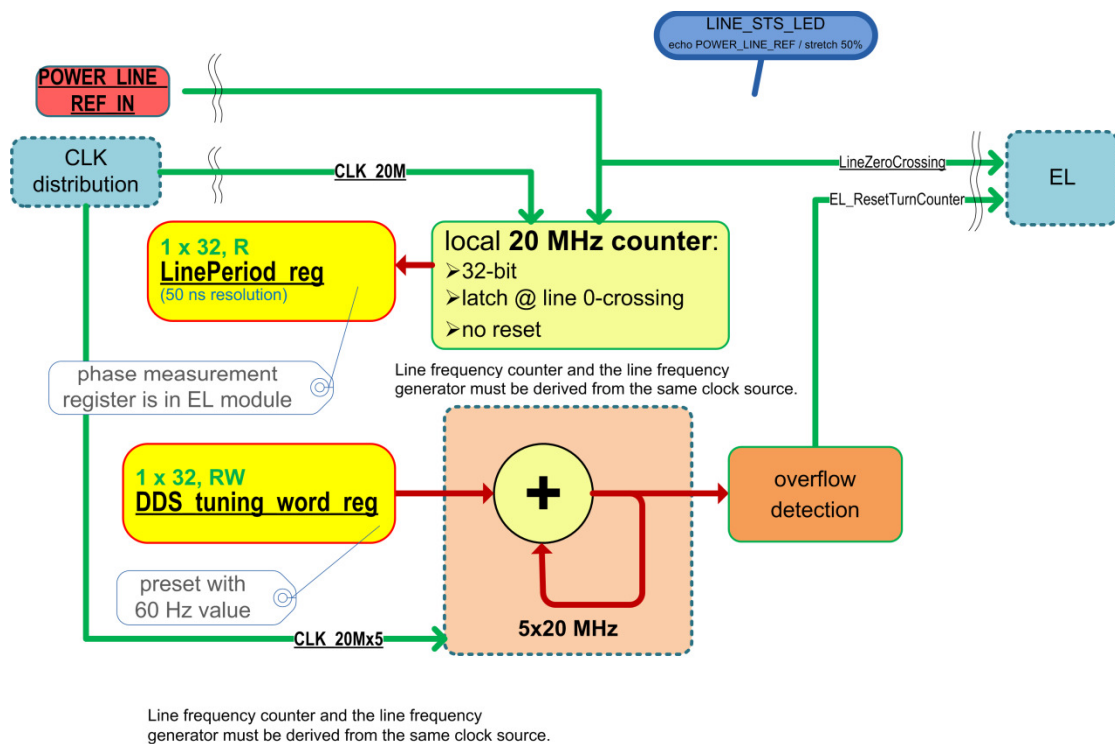 LINE_STS_LED
echo POWER_LINE_REF / stretch 50%
POWER_LINE_
REF_IN
CLK
distribution
CLK_20M
LineZeroCrossing
EL_ResetTurnCounter
EL
1 x 32, R
LinePeriod_reg
(50 ns resolution)
local 20 MHz counter:
➢32-bit
➢latch @ line 0-crossing
➢no reset
phase measurement
register is in EL module
Line frequency counter and the line frequency
generator must be derived from the same clock source.
1 x 32, RW
DDS_tuning_word_reg
+
overflow
detection
preset with
60 Hz value
5x20 MHz
CLK_20Mx5
Line frequency counter and the line frequency
generator must be derived from the same clock source.